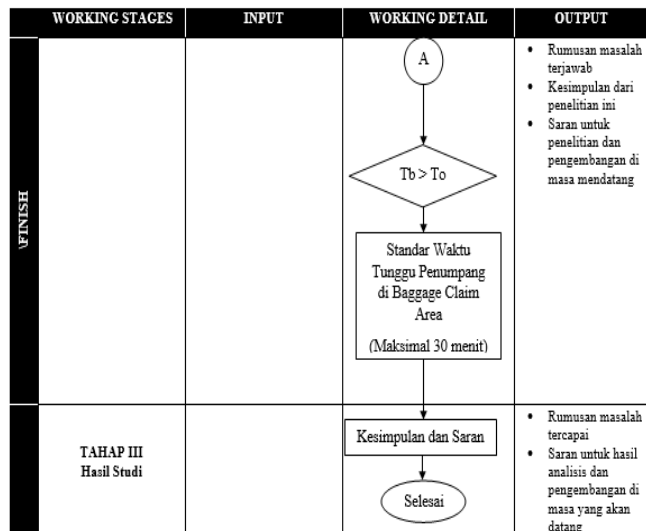 WORKING STAGES
INPUT
WORKING DETAIL
OUTPUT
\FINISH
A
Tb > To
Standar Waktu
Tunggu Penumpang
di Baggage Claim
Area
(Maksimal 30 menit)
• Rumusan masalah
terjawab
• Kesimpulan dari
penelitian ini
• Saran untuk
penelitian dan
pengembangan di
masa mendatang
TAHAP III
Hasil Studi
Kesimpulan dan Saran
Selesai
• Rumusan masalah
tercapai
• Saran untuk hasil
analisis dan
pengembangan di
masa yang akan
datang